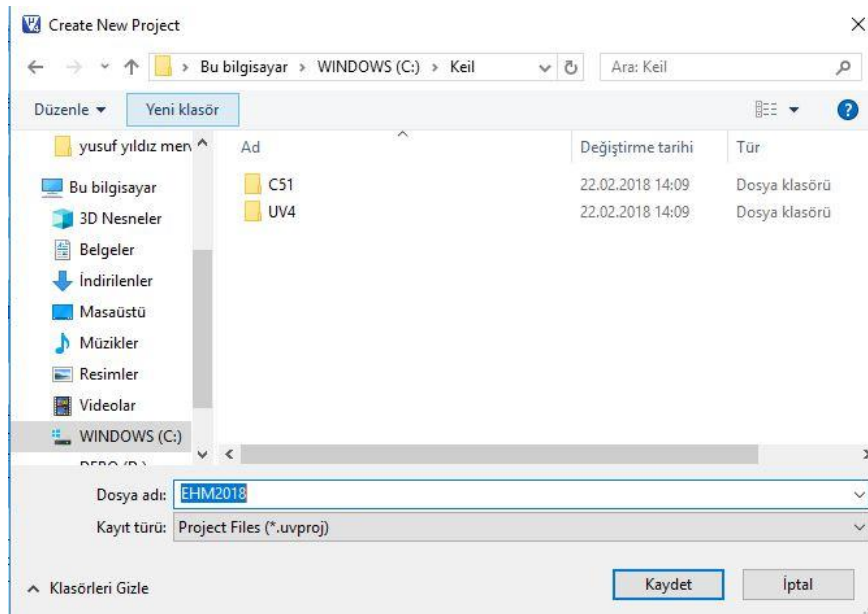 Create New Project
Bu bilgisayar > WINDOWS (C:) > Keil
Ara: Keil
Düzenle
Yeni klasör
yusuf yıldız
Ad
Değiştirme tarihi
Tür
Bu bilgisayar
C51
22.02.2018 14:09
Dosya klasörü
3D Nesneler
UV4
22.02.2018 14:09
Dosya klasörü
Belgeler
İndirilenler
Masaüstü
Müzikler
Resimler
Videolar
WINDOWS (C:)
Dosya adı: EHM2018
Kayıt türü: Project Files (*.uvproj)
Klasörleri Gizle
Kaydet
İptal